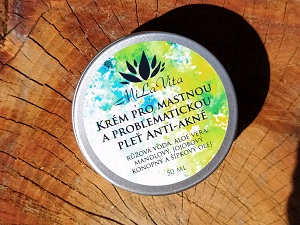 MiLaVita
KRÉM PRO MASTNOU
A PROBLEMATICKOU
PLEŤ ANTI-AKNÉ
RŮŽOVÁ VODA, ALOE VERA
MANDLOVÝ, JOJOBOVÝ
KONOPNÝ A ŠÍPKOVÝ OLEJ
50 ML